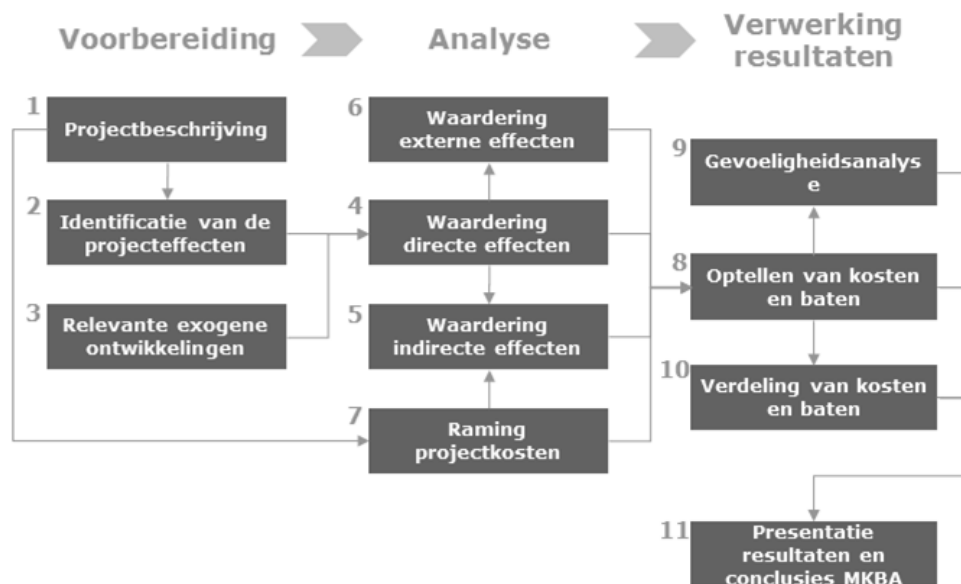 Voorbereiding
Analyse
Verwerking
resultaten
1
Projectbeschrijving
2
Identificatie van de
projecteffecten
3
Relevante exogene
ontwikkelingen
6
Waardering
externe effecten
4
Waardering
directe effecten
5
Waardering
indirecte effecten
7
Raming
projectkosten
9
Gevoeligheidsanalys
e
8
Optellen van kosten
en baten
10
Verdeling van kosten
en baten
11
Presentatie
resultaten en
conclusies MKBA